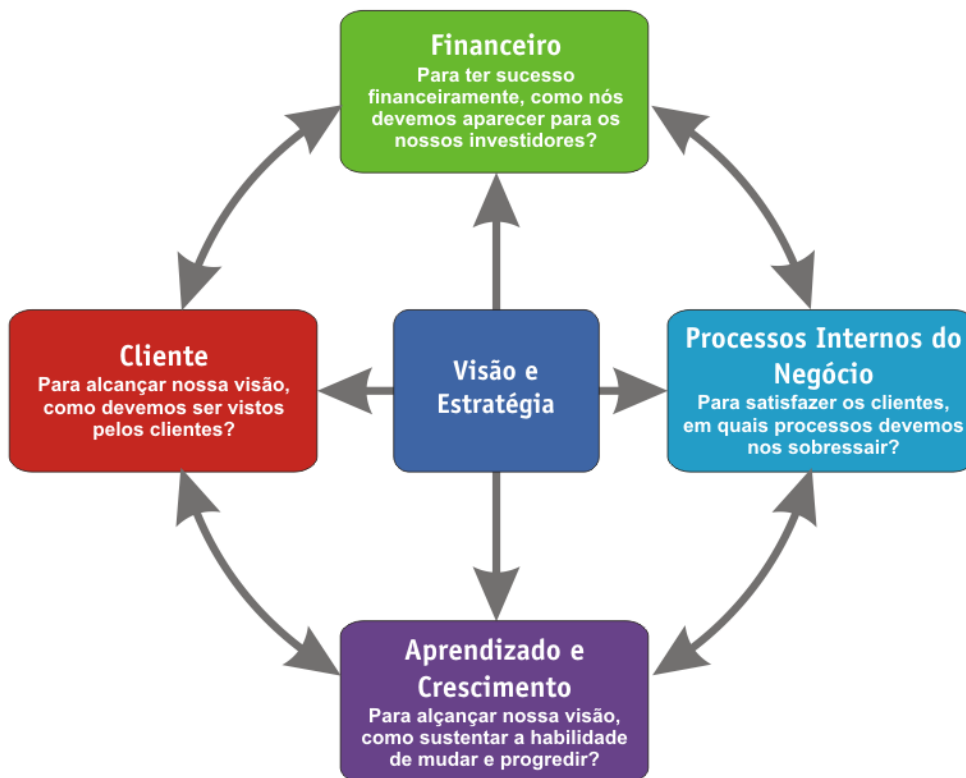 Financeiro
Para ter sucesso
financeiramente, como nós
devemos aparecer para os
nossos investidores?
Cliente
Para alcançar nossa visão,
como devemos ser vistos
pelos clientes?
Visão e
Estratégia
Processos Internos do
Negócio
Para satisfazer os clientes,
em quais processos devemos
nos sobressair?
Aprendizado e
Crescimento
Para alçançar nossa visão,
como sustentar a habilidade
de mudar e progredir?